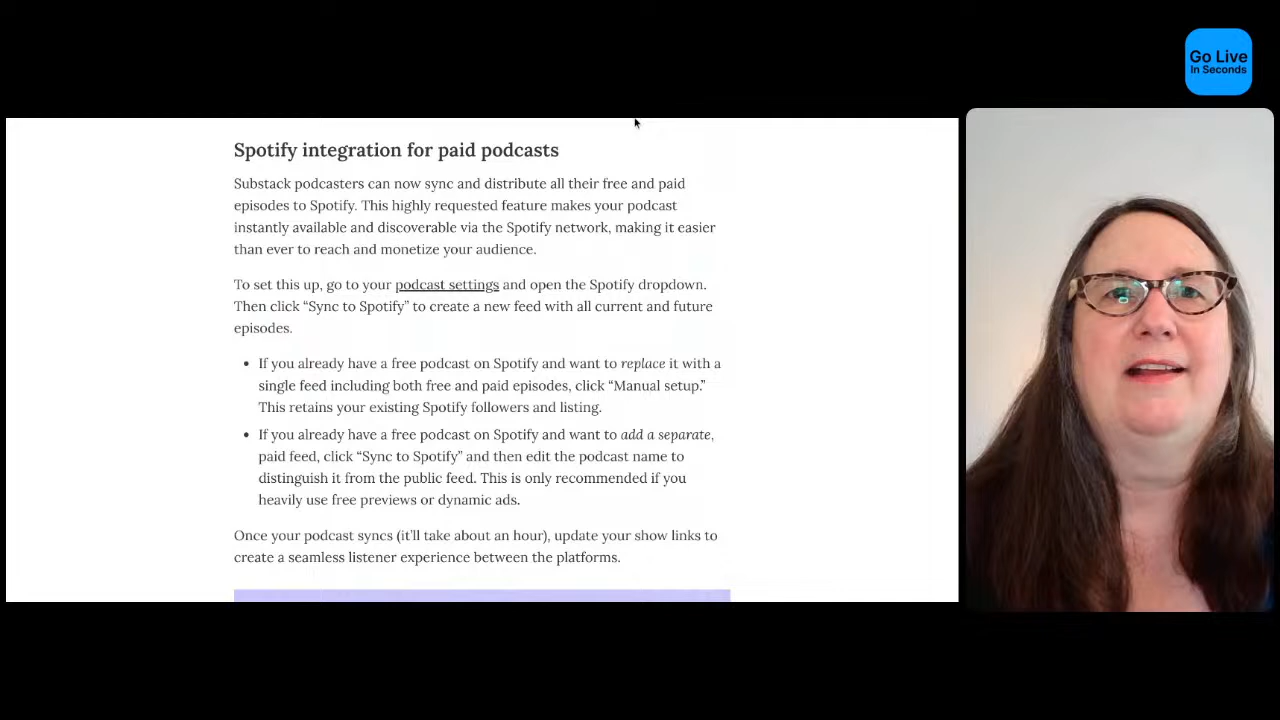 Go Live
In Seconds
Spotify integration for paid podcasts
Substack podcasters can now sync and distribute all their free and paid
episodes to Spotify. This highly requested feature makes your podcast
instantly available and discoverable via the Spotify network, making it easier
than ever to reach and monetize your audience.
To set this up, go to your podcast settings and open the Spotify dropdown.
Then click “Sync to Spotify” to create a new feed with all current and future
episodes.
• If you already have a free podcast on Spotify and want to replace it with a
single feed including both free and paid episodes, click “Manual setup.”
This retains your existing Spotify followers and listing.
• If you already have a free podcast on Spotify and want to add a separate,
paid feed, click “Sync to Spotify” and then edit the podcast name to
distinguish it from the public feed. This is only recommended if you
heavily use free previews or dynamic ads.
Once your podcast syncs (it’ll take about an hour), update your show links to
create a seamless listener experience between the platforms.